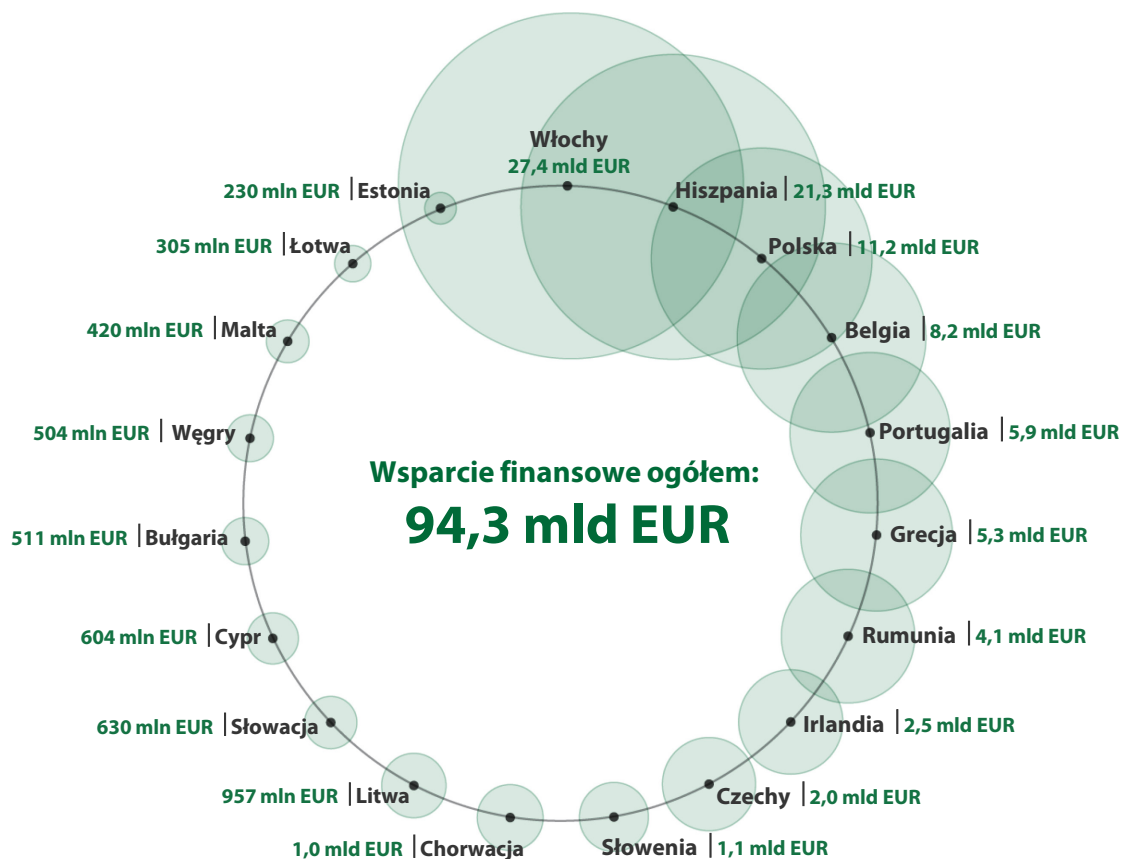 Włochy
27,4 mld EUR
230 mln EUR | Estonia
Hiszpania | 21,3 mld EUR
305 mln EUR | Łotwa
Polska | 11,2 mld EUR
420 mln EUR | Malta
Belgia | 8,2 mld EUR
504 mln EUR | Węgry
Portugalia | 5,9 mld EUR
Wsparcie finansowe ogółem:
94,3 mld EUR
511 mln EUR | Bułgaria
Grecja | 5,3 mld EUR
604 mln EUR | Cypr
Rumunia | 4,1 mld EUR
630 mln EUR | Słowacja
Irlandia | 2,5 mld EUR
957 mln EUR | Litwa
Czechy | 2,0 mld EUR
1,0 mld EUR | Chorwacja
Słowenia | 1,1 mld EUR